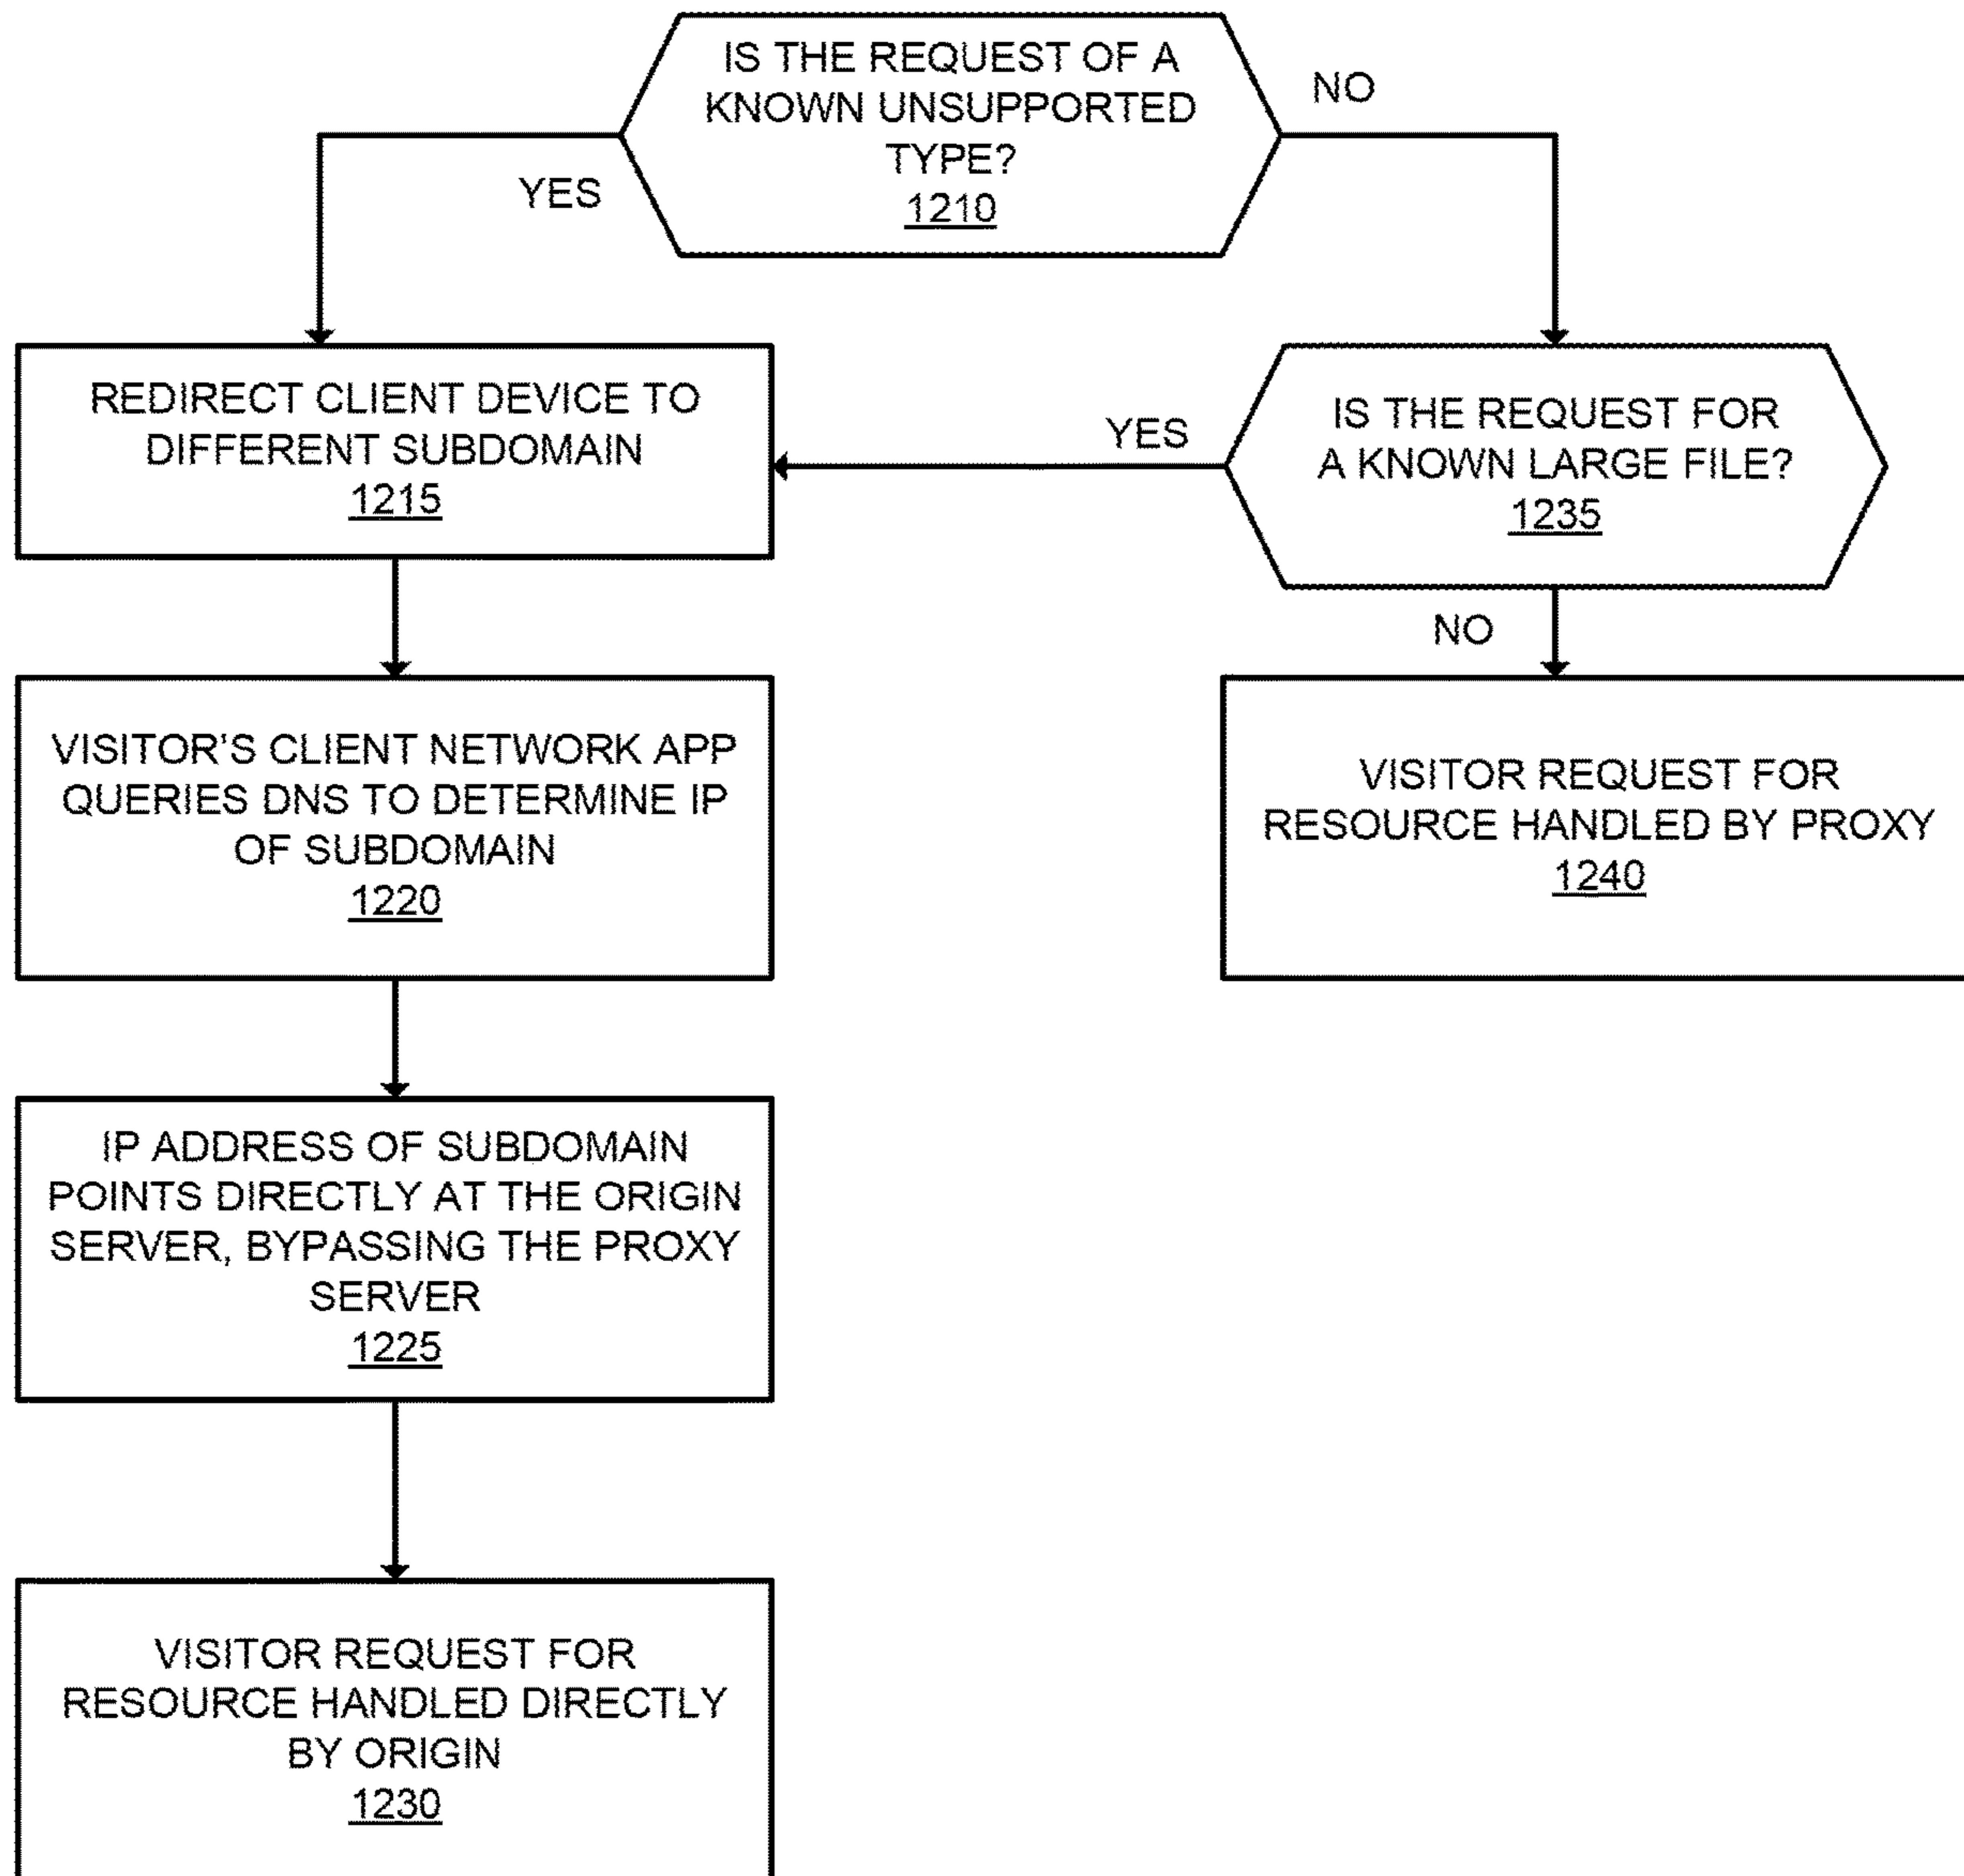 IS THE REQUEST OF A
KNOWN UNSUPPORTED
TYPE?
1210
NO
YES
REDIRECT CLIENT DEVICE TO
DIFFERENT SUBDOMAIN
1215
YES
IS THE REQUEST FOR
A KNOWN LARGE FILE?
1235
NO
VISITOR'S CLIENT NETWORK APP
QUERIES DNS TO DETERMINE IP
OF SUBDOMAIN
1220
VISITOR REQUEST FOR
RESOURCE HANDLED BY PROXY
1240
IP ADDRESS OF SUBDOMAIN
POINTS DIRECTLY AT THE ORIGIN
SERVER, BYPASSING THE PROXY
SERVER
1225
VISITOR REQUEST FOR
RESOURCE HANDLED DIRECTLY
BY ORIGIN
1230